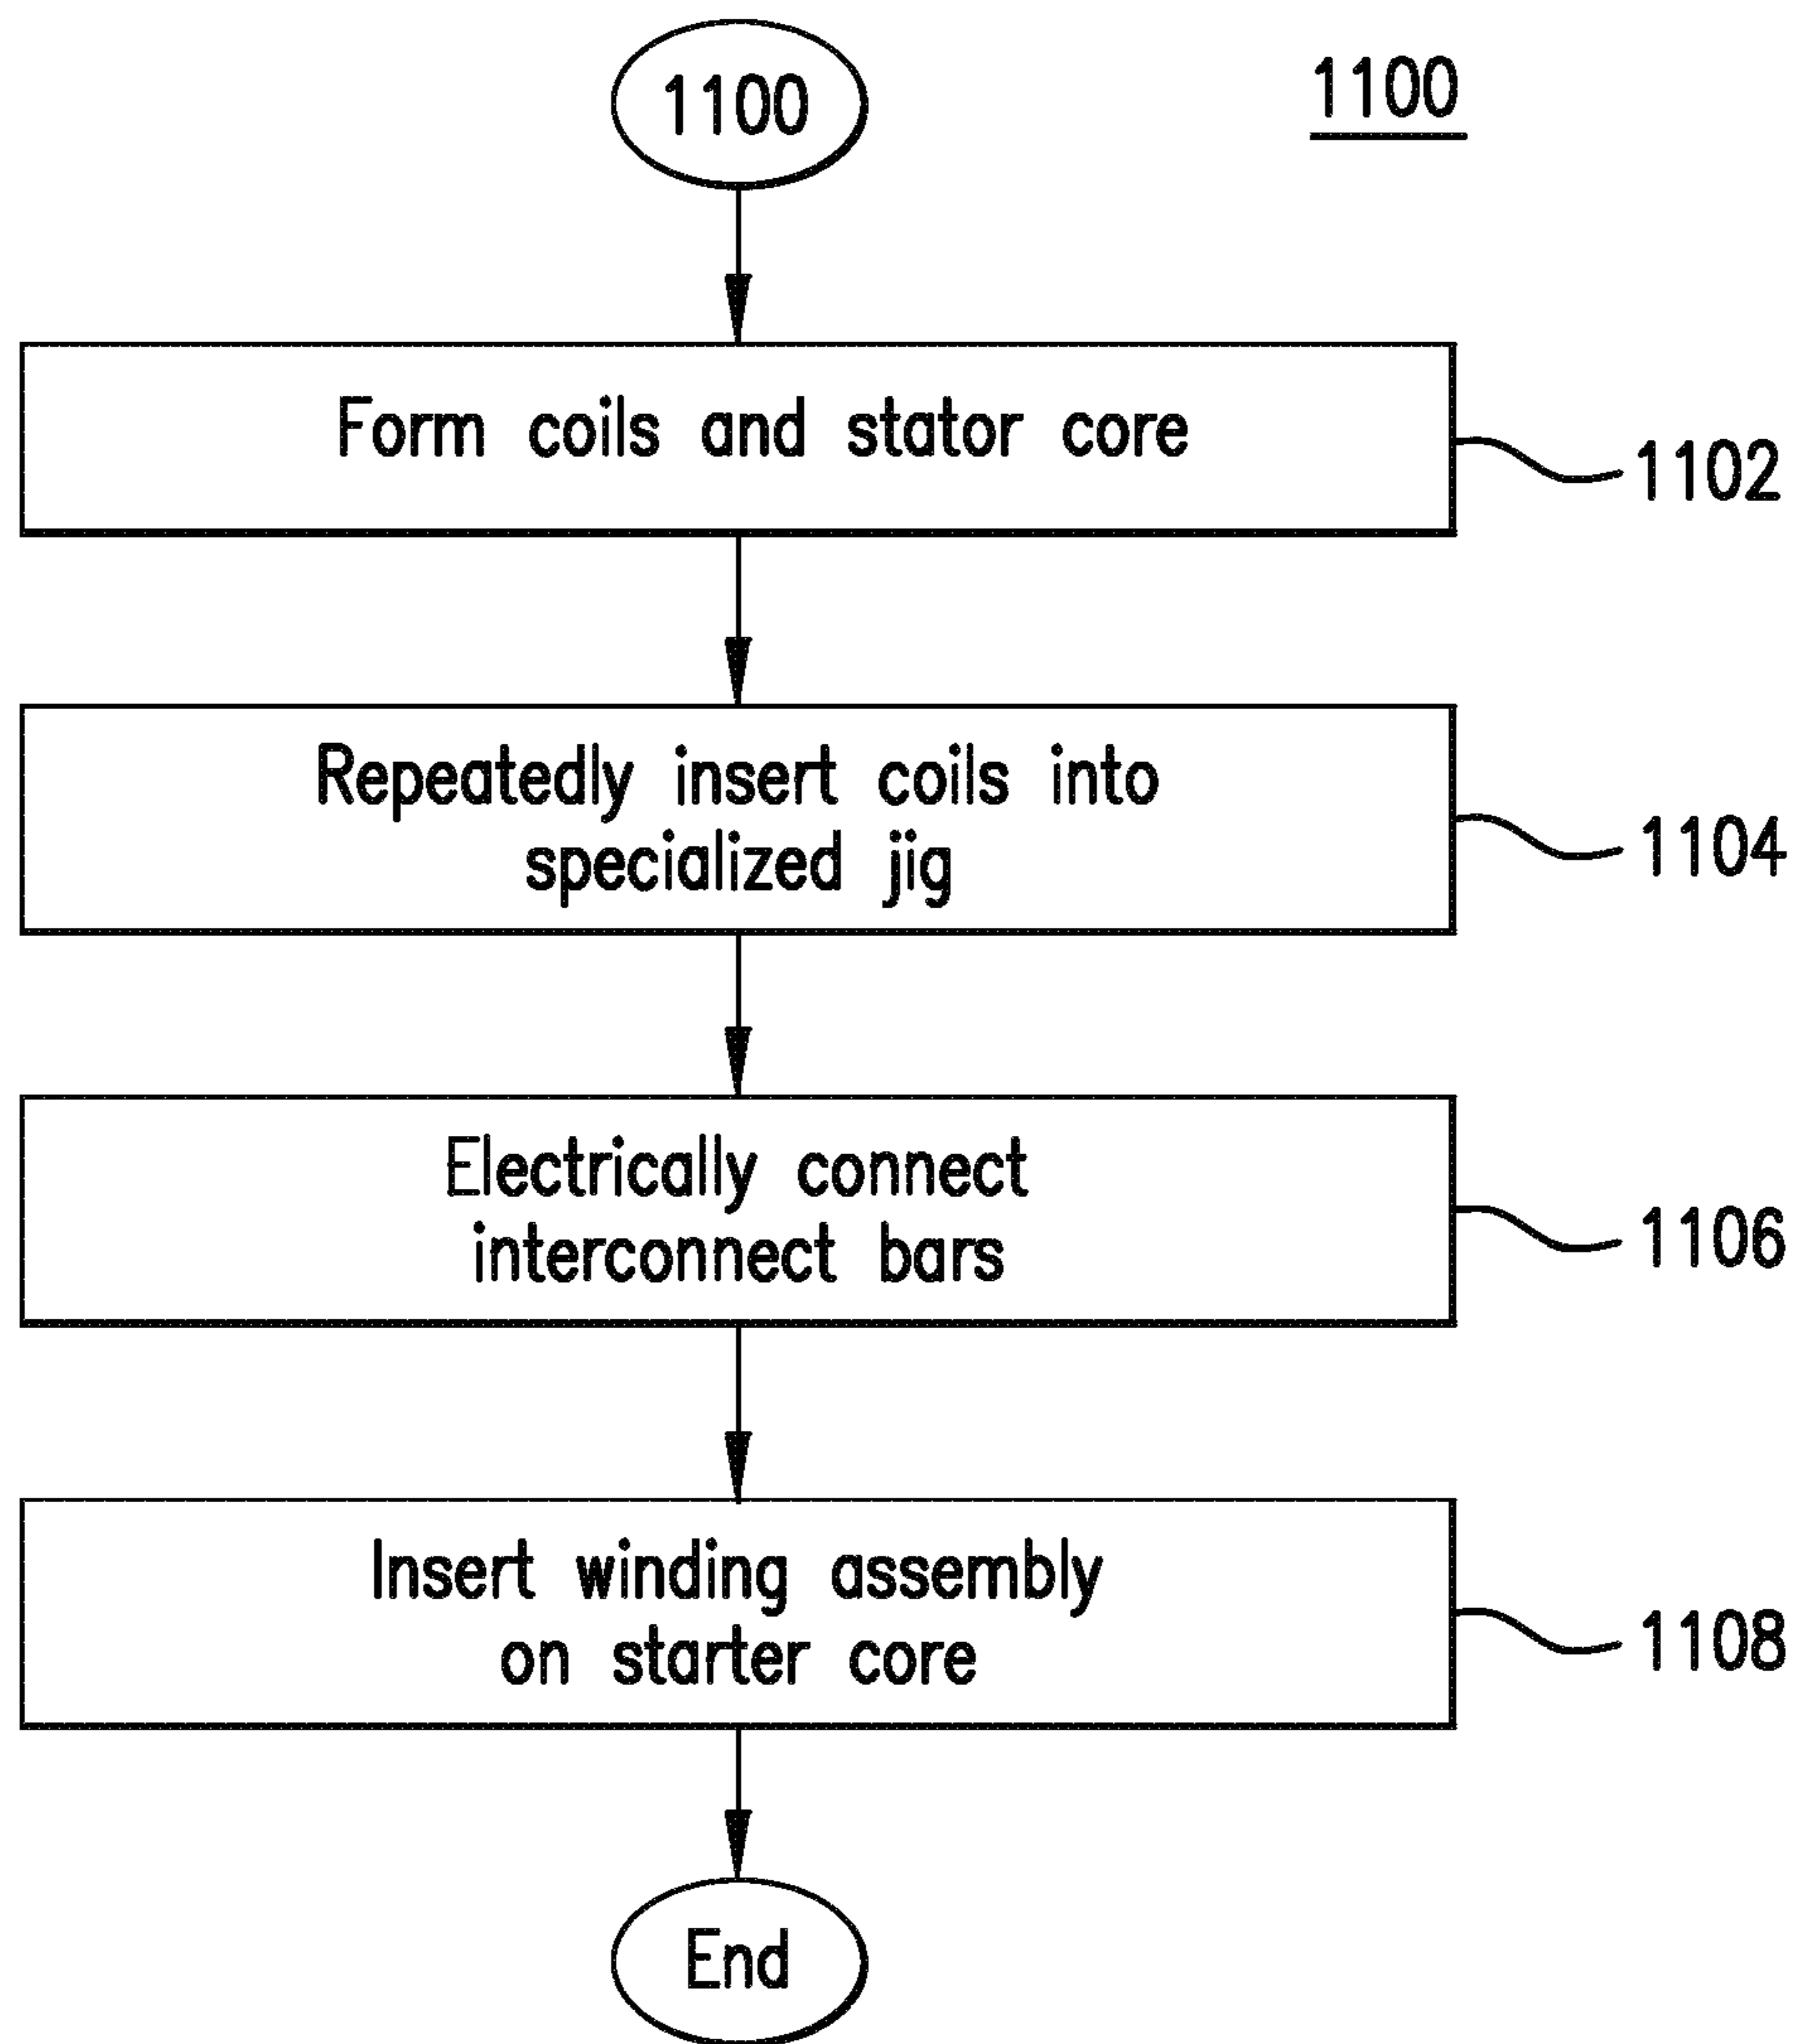 1100
1100
Form coils and stator core
1102
Repeatedly insert coils into
specialized jig
1104
Electrically connect
interconnect bars
1106
Insert winding assembly
on starter core
1108
End